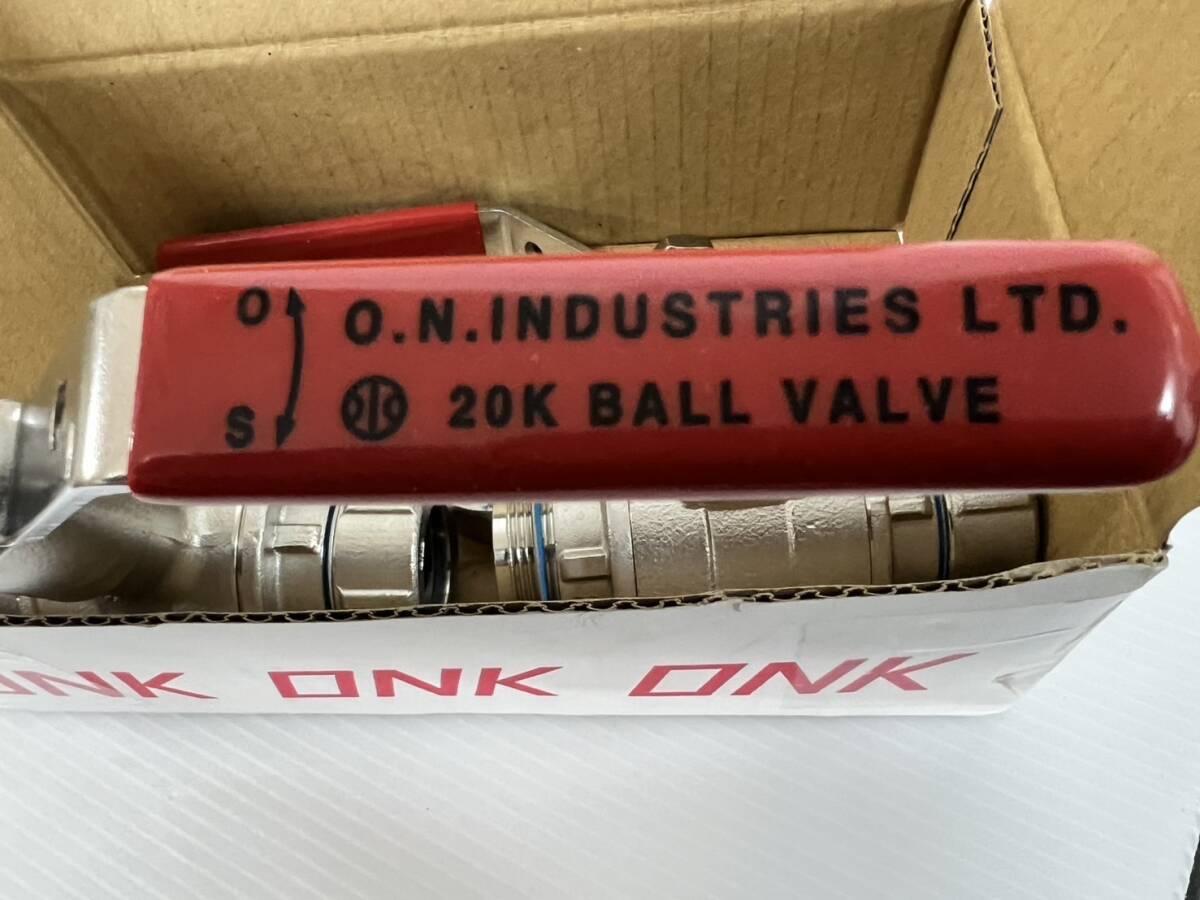 O
O.N.INDUSTRIES LTD.
S
20K BALL VALVE
ONK ONK ONK